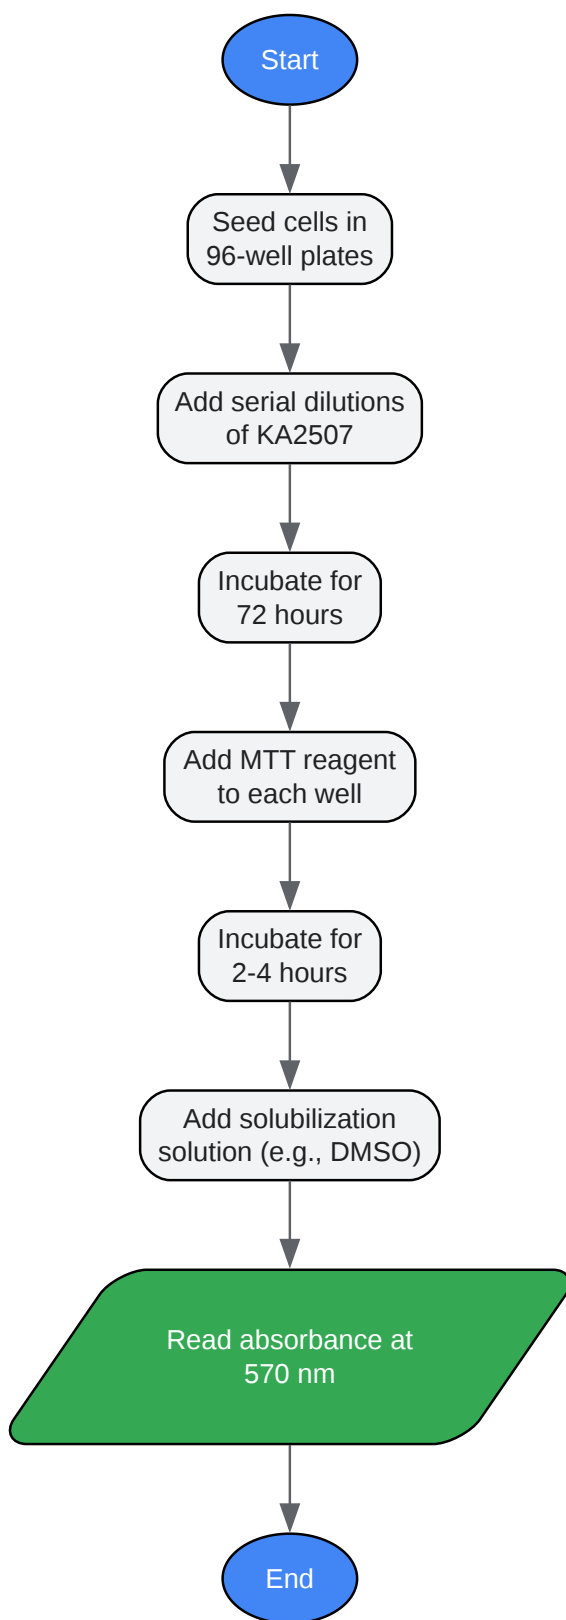 Start
Seed cells in
96-well plates
Add serial dilutions
of KA2507
Incubate for
72 hours
Add MTT reagent
to each well
Incubate for
2-4 hours
Add solubilization
solution (e.g., DMSO)
Read absorbance at
570 nm
End